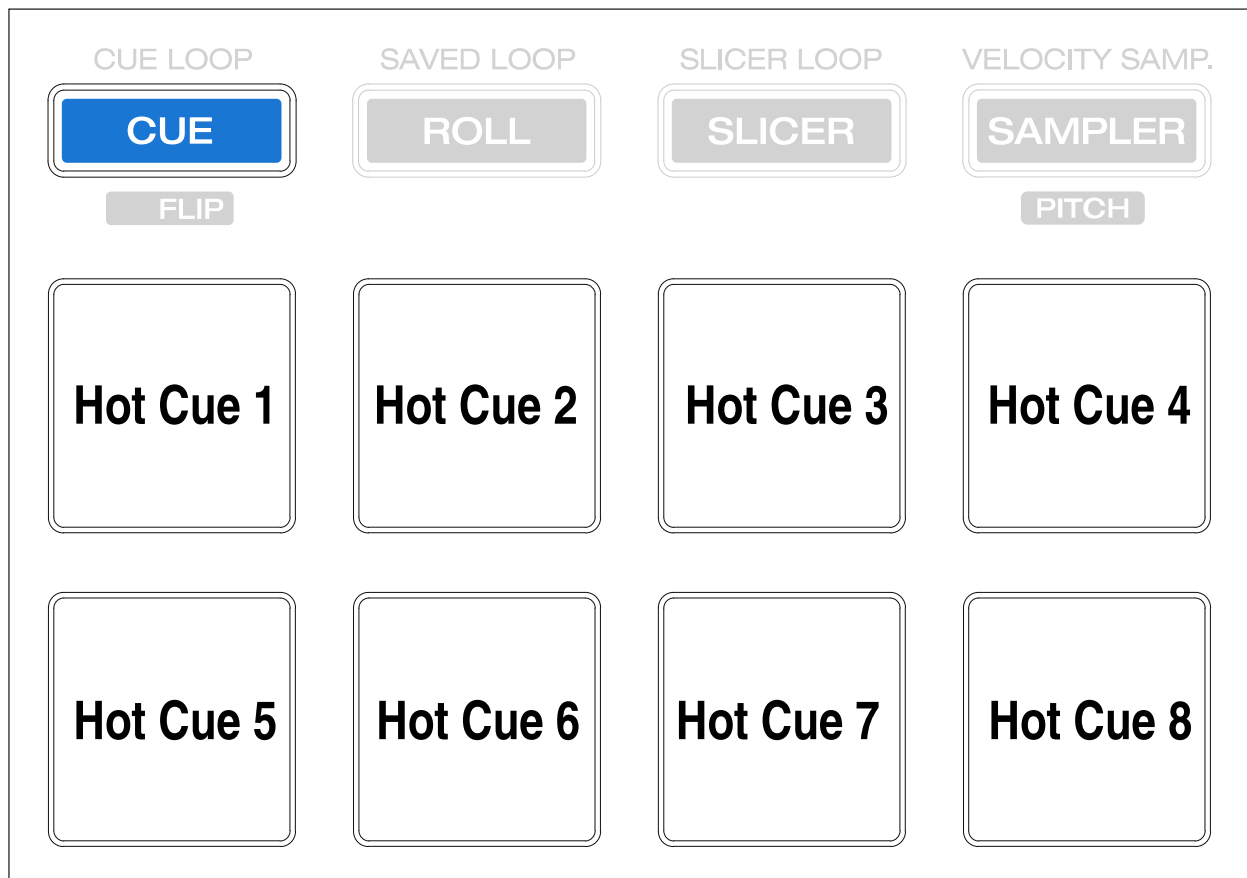 CUE LOOP SAVED LOOP SLICER LOOP VELOCITY SAMP.
CUE ROLL SLICER SAMPLER
FLIP PITCH
Hot Cue 1 Hot Cue 2 Hot Cue 3 Hot Cue 4
Hot Cue 5 Hot Cue 6 Hot Cue 7 Hot Cue 8